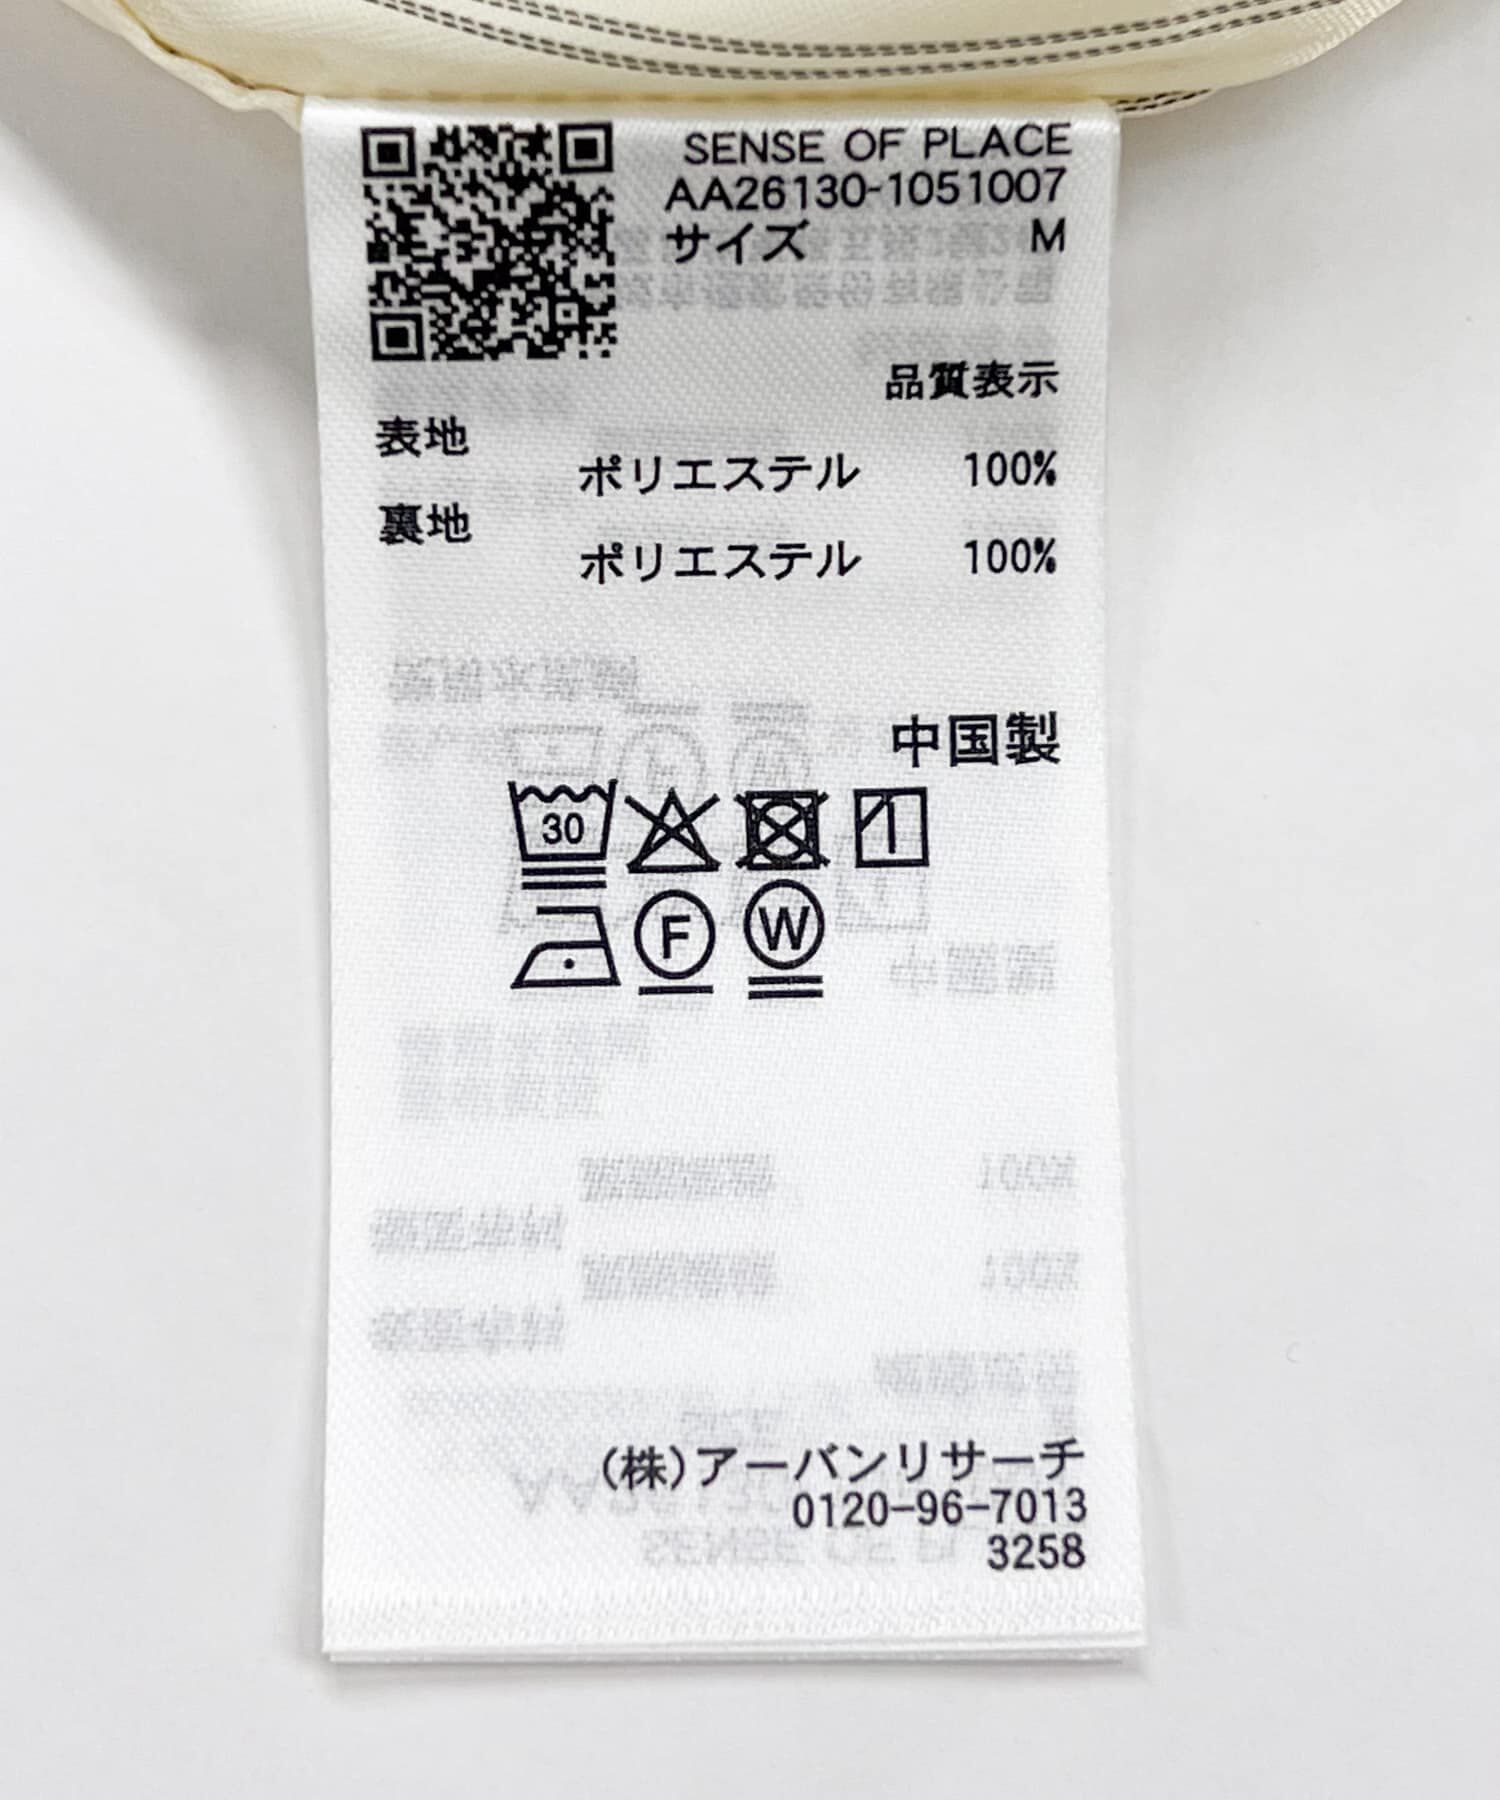 SENSE OF PLACE
AA26130-1051007
サイズ M
品質表示
表地
ポリエステル 100%
裏地
ポリエステル 100%
中国製
30
F W
(株)アーバンリサーチ
0120-96-7013
3258